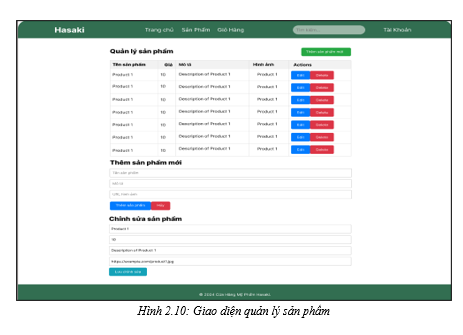 Hasaki Trang chủ Sản Phẩm Giỏ Hàng Tìm kiếm... Tài Khoản
Quản lý sản phẩm Thêm sản phẩm mới
Tên sản phẩm Giá Mô tả Hình ảnh Actions
Product 1 10 Description of Product 1 Product 1 Edit Delete
Product 1 10 Description of Product 1 Product 1 Edit Delete
Product 1 10 Description of Product 1 Product 1 Edit Delete
Product 1 10 Description of Product 1 Product 1 Edit Delete
Product 1 10 Description of Product 1 Product 1 Edit Delete
Product 1 10 Description of Product 1 Product 1 Edit Delete
Product 1 10 Description of Product 1 Product 1 Edit Delete
Thêm sản phẩm mới
Tên sản phẩm
Mô tả
URL hình ảnh
Thêm sản phẩm Hủy
Chỉnh sửa sản phẩm
Product 1
10
Description of Product 1
https://example.com/product1.jpg
Lưu chỉnh sửa
Cửa Hàng Mỹ Phẩm Hasaki
Hình 2.10: Giao diện quản lý sản phẩm